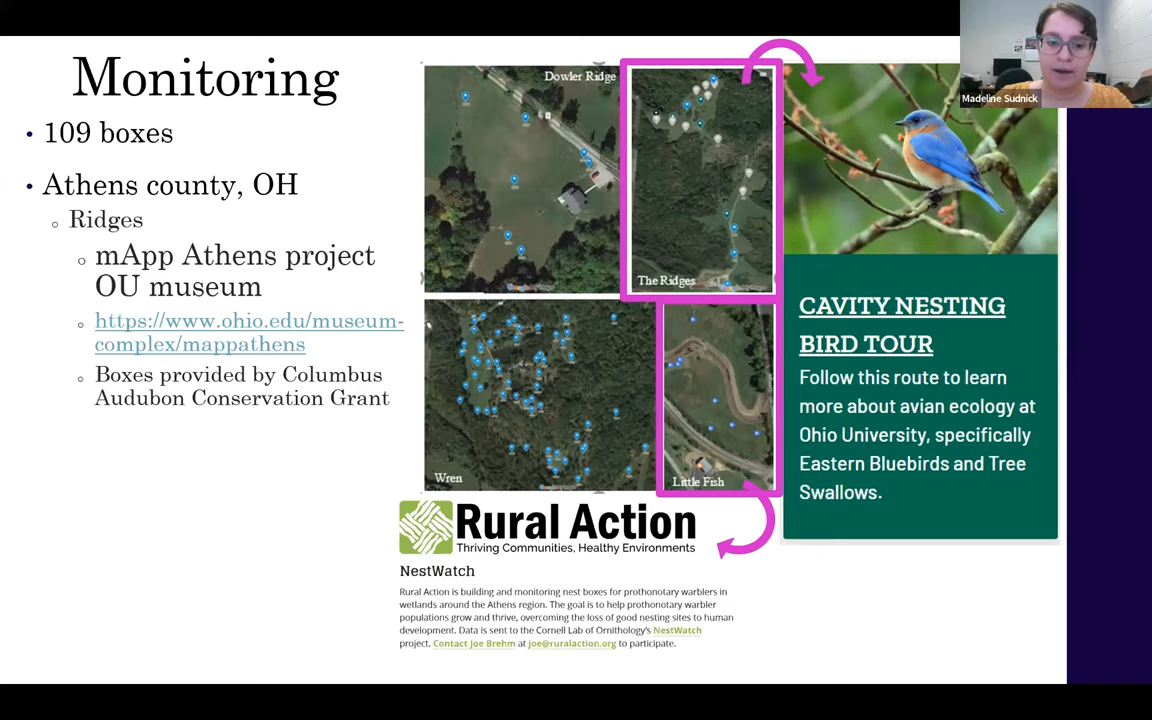 Monitoring
• 109 boxes
• Athens county, OH
○ Ridges
○ mApp Athens project
OU museum
○ https://www.ohio.edu/museum-
complex/mappathens
○ Boxes provided by Columbus
Audubon Conservation Grant
Dowler Ridge
The Ridges
Wren
Little Fish
Madeline Sudnick
CAVITY NESTING
BIRD TOUR
Follow this route to learn
more about avian ecology at
Ohio University, specifically
Eastern Bluebirds and Tree
Swallows.
Rural Action
Thriving Communities, Healthy Environments
NestWatch
Rural Action is building and monitoring nest boxes for prothonotary warblers in
wetlands around the Athens region. The goal is to help prothonotary warbler
populations grow and thrive, overcoming the loss of good nesting sites to human
development. Data is sent to the Cornell Lab of Ornithology's NestWatch
project. Contact Joe Brehm at joe@ruralaction.org to participate.